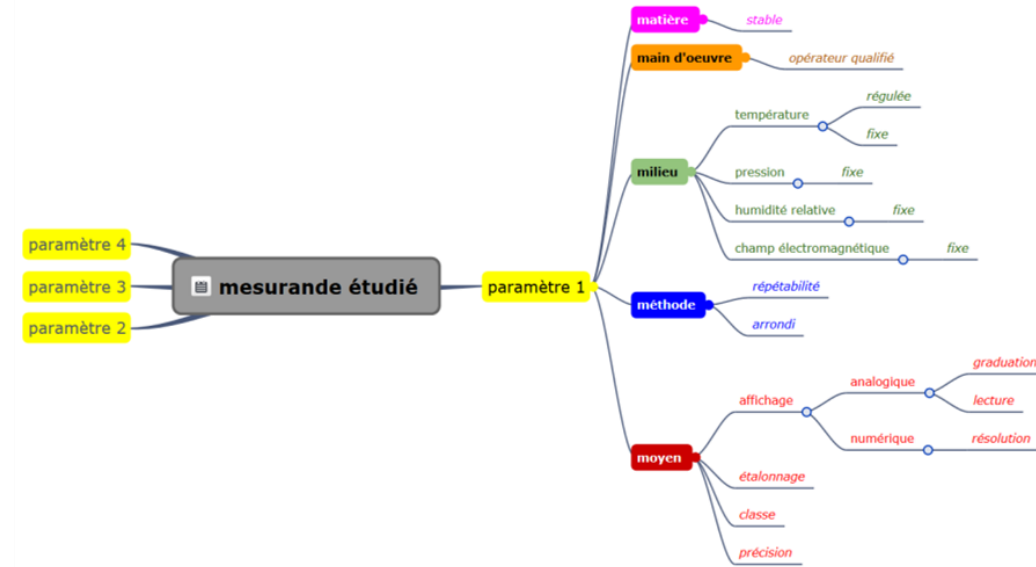 mesurande étudié
paramètre 4
paramètre 3
paramètre 2
paramètre 1
matière
stable
main d'oeuvre
opérateur qualifié
milieu
température
régulée
fixe
pression
fixe
humidité relative
fixe
champ électromagnétique
fixe
méthode
répétabilité
arrondi
moyen
affichage
analogique
graduation
lecture
numérique
résolution
étalonnage
classe
précision